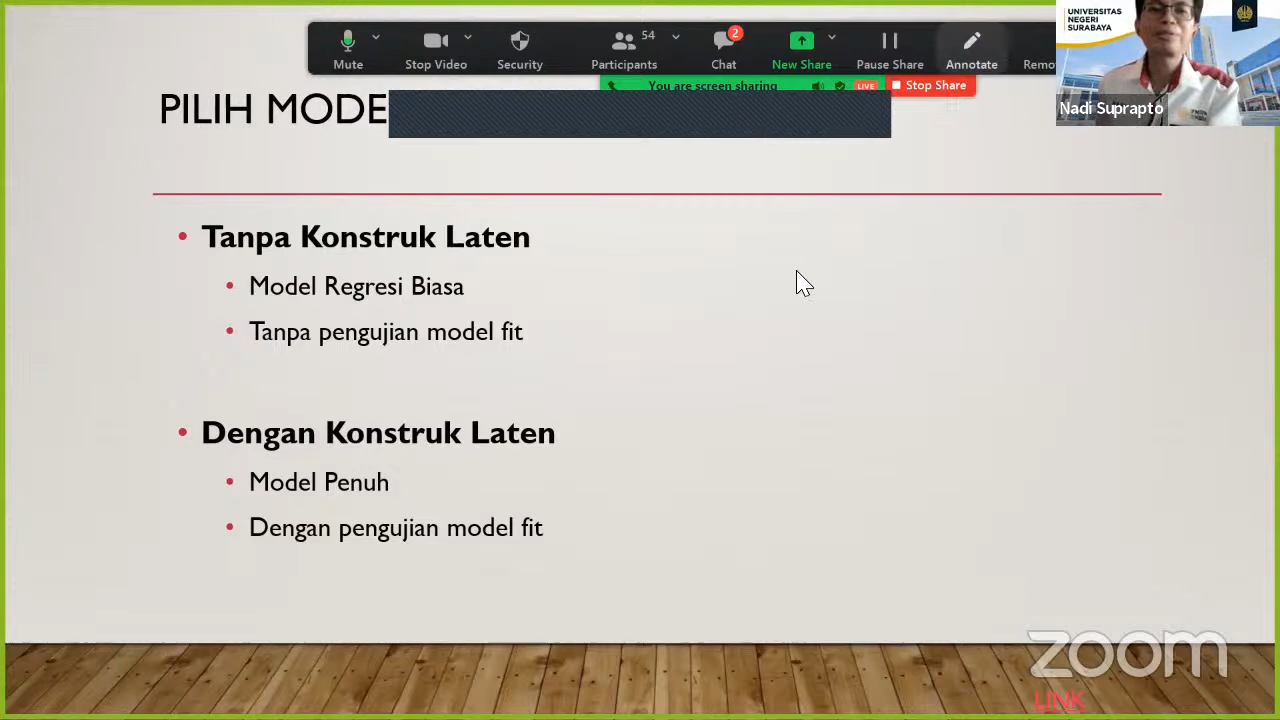 UNIVERSITAS
NEGERI
SURABAYA
Mute
Stop Video
Security
54
Participants
2
Chat
New Share
Pause Share
Annotate
You are screen sharing
LIVE
Stop Share
Nadi Suprapto
PILIH MODE
Tanpa Konstruk Laten
Model Regresi Biasa
Tanpa pengujian model fit
Dengan Konstruk Laten
Model Penuh
Dengan pengujian model fit
zoom
LINK